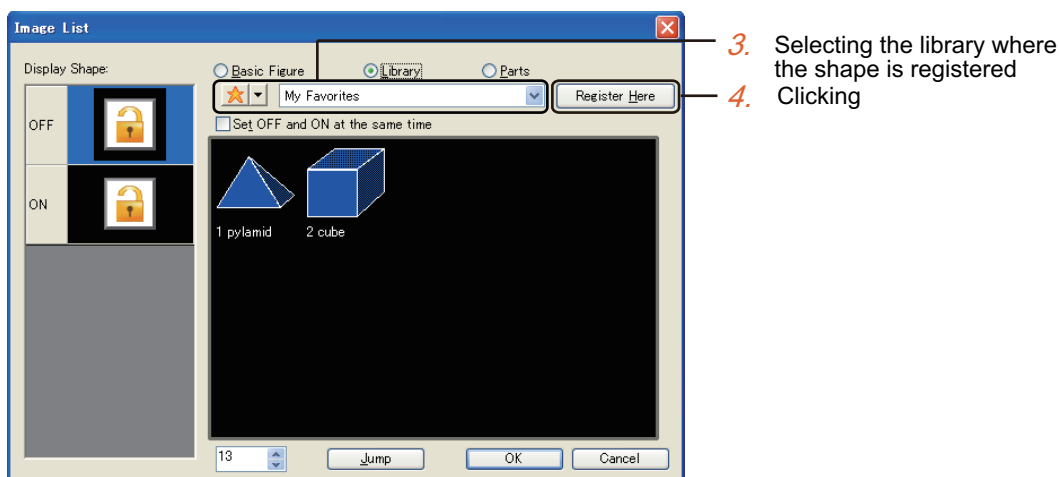 Image List
Display Shape:
Basic Figure Library Parts
My Favorites Register Here
Set OFF and ON at the same time
OFF
ON
1 pylamid 2 cube
13 Jump OK Cancel
3. Selecting the library where
the shape is registered
4. Clicking